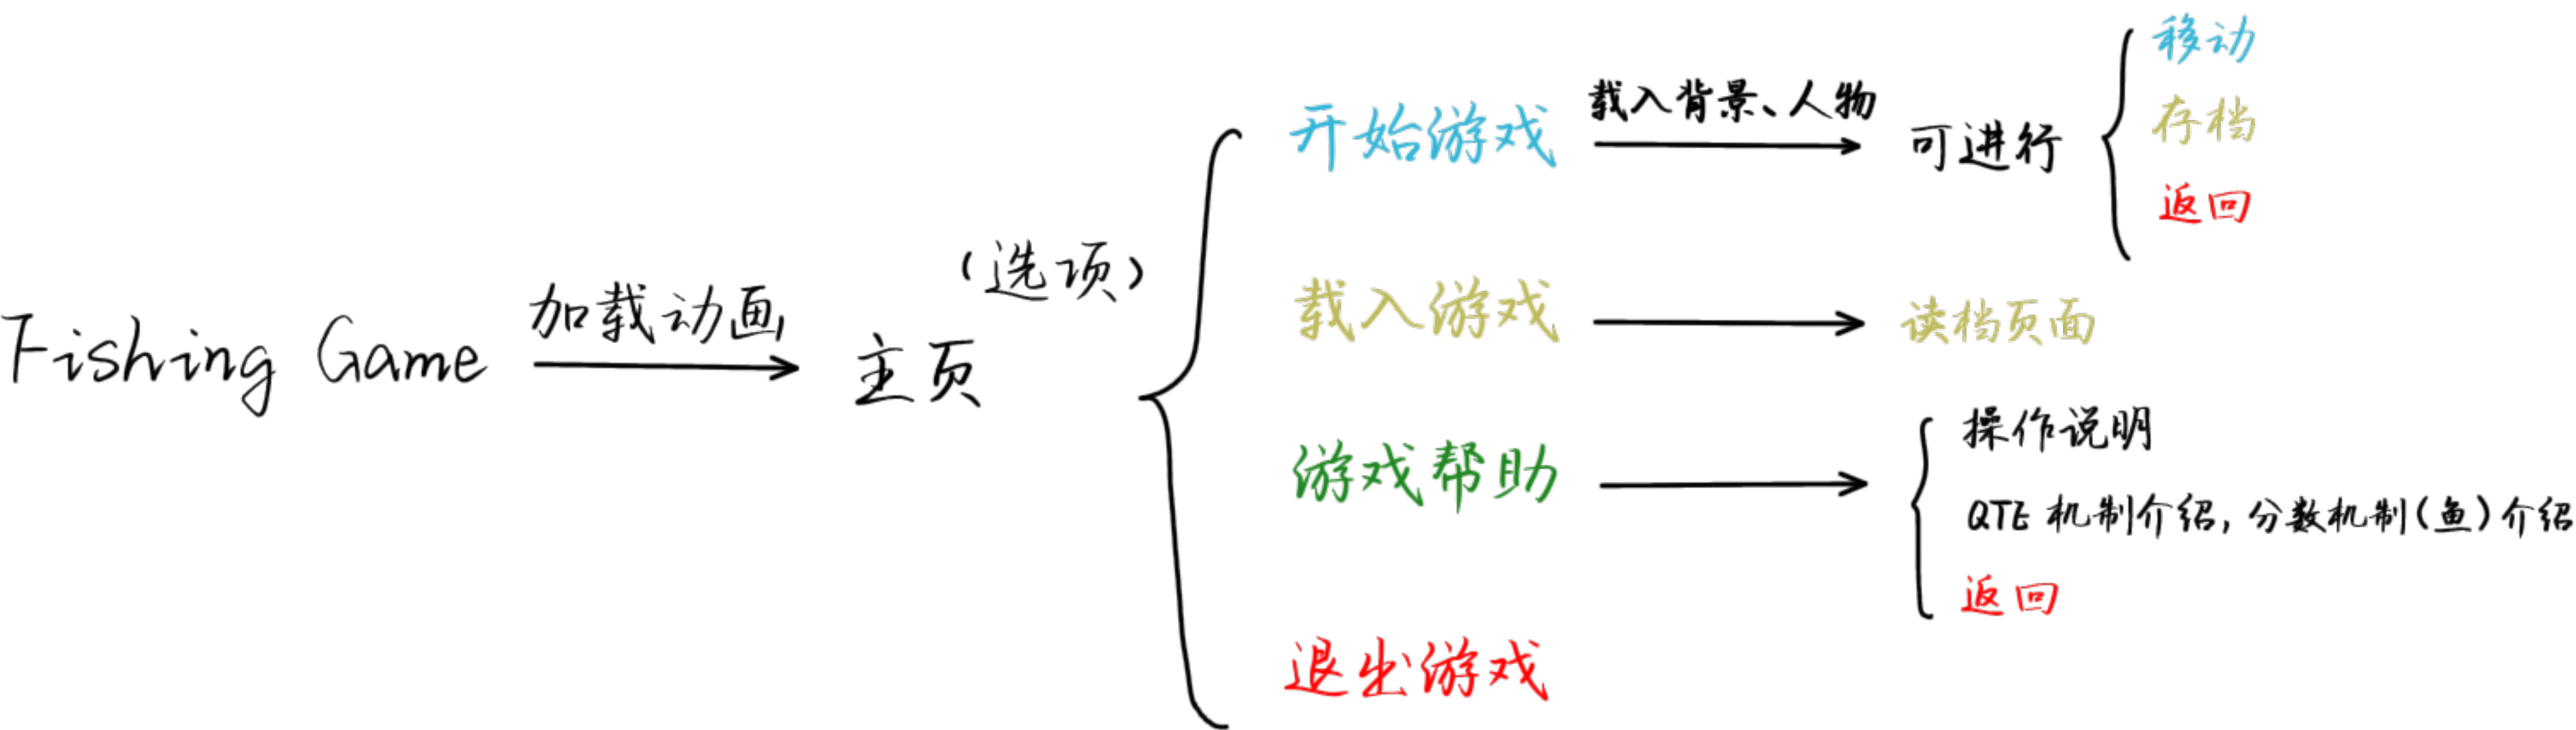 Fishing Game
加载动画
主页
(选项)
开始游戏
载入背景、人物
可进行
移动
存档
返回
载入游戏
读档页面
游戏帮助
操作说明
QTE 机制介绍, 分数机制(鱼)介绍
返回
退出游戏